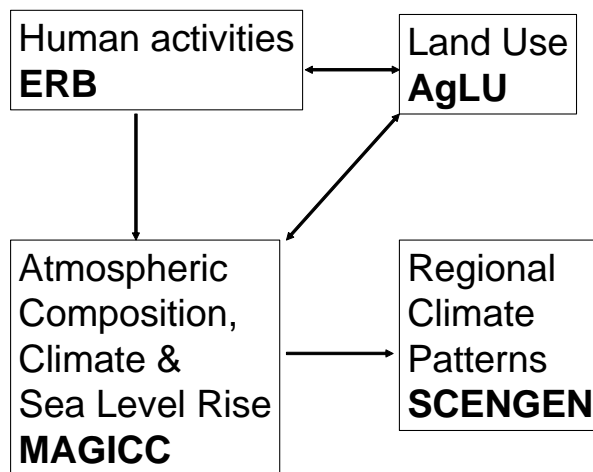 Human activities
ERB
Land Use
AgLU
Atmospheric
Composition,
Climate &
Sea Level Rise
MAGICC
Regional
Climate
Patterns
SCENGEN